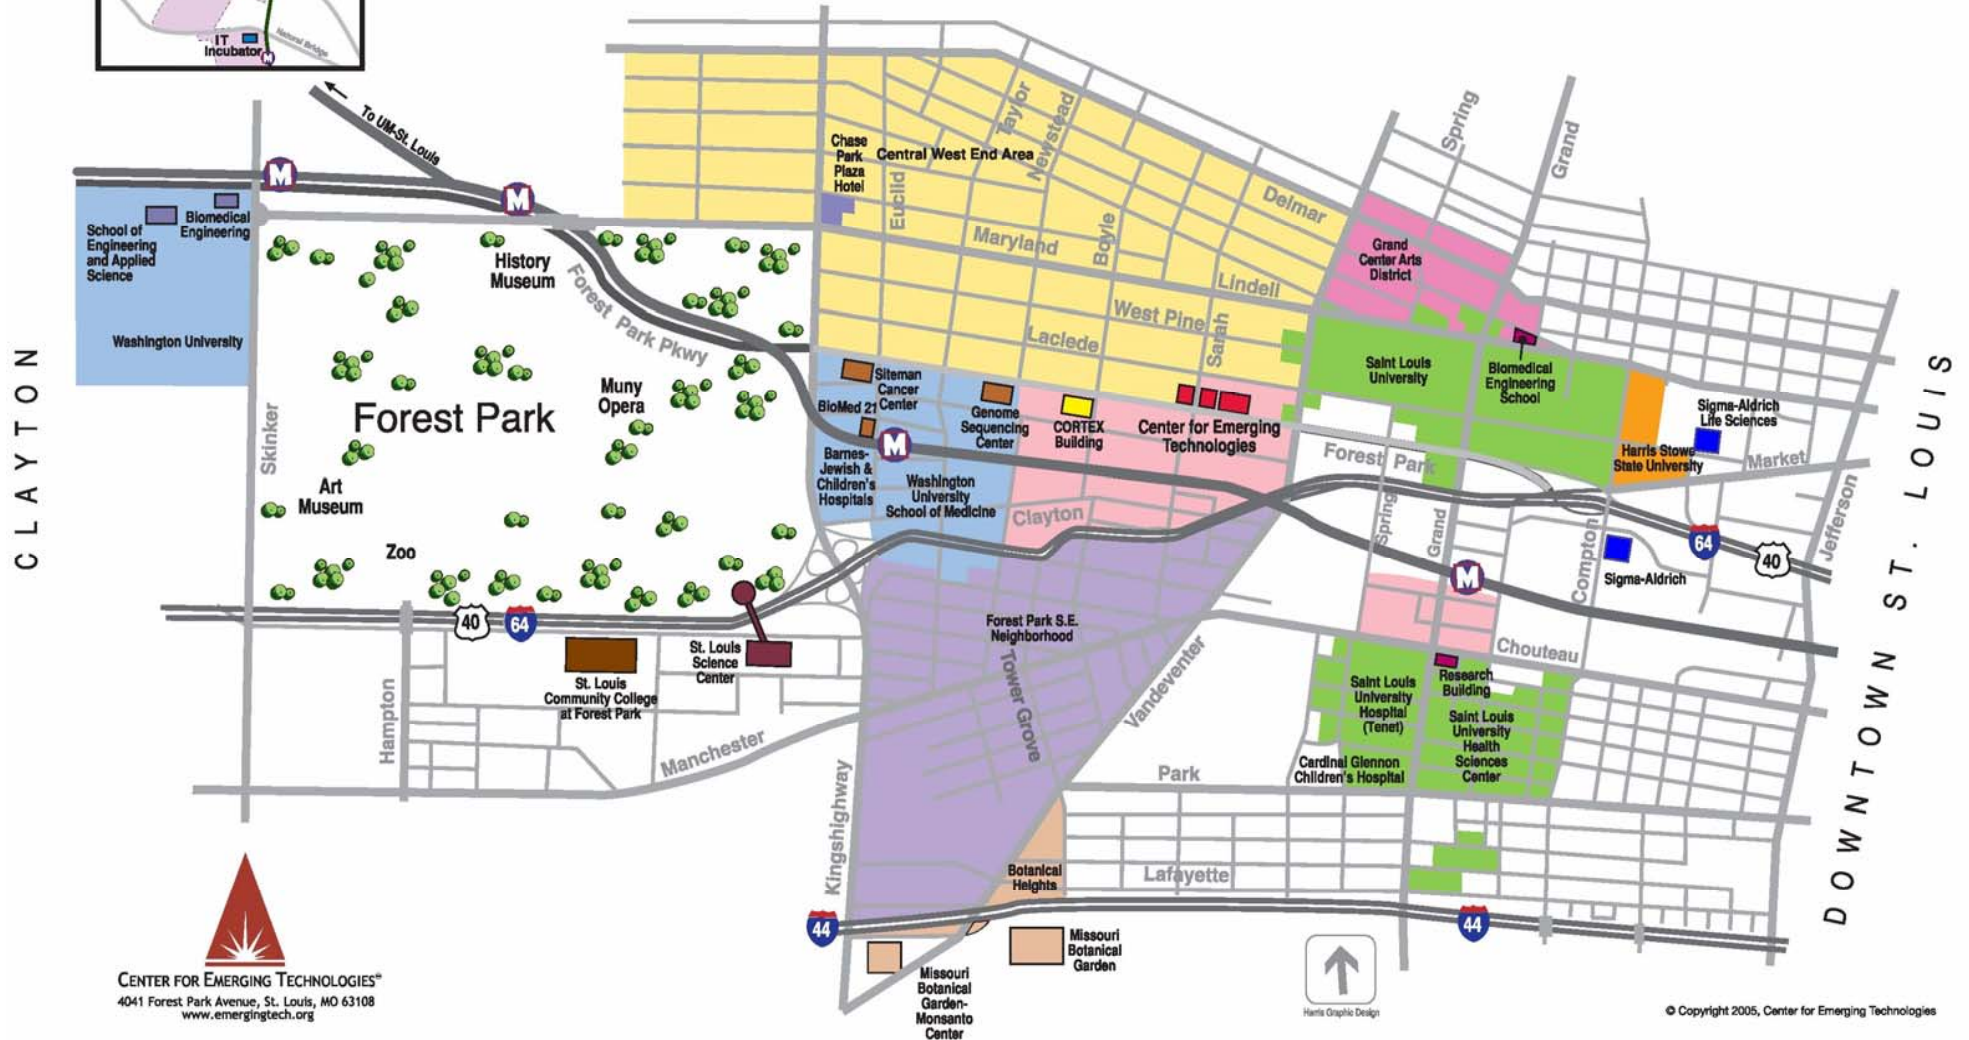 IT
Incubator
Natural Bridge
M
To UM-St. Louis
M
M
School of
Engineering
and Applied
Science
Biomedical
Engineering
Washington University
CLAYTON
Skinker
History
Museum
Forest Park Pkwy
Forest Park
Muny
Opera
Art
Museum
Zoo
Chase
Park
Plaza
Hotel
Central West End Area
Euclid
Taylor
Newstead
Maryland
Boyle
Delmar
Lindell
West Pine
Laclede
Sarah
Spring
Grand
Grand
Center Arts
District
Siteman
Cancer
Center
BioMed 21
M
Barnes-
Jewish &
Children's
Hospitals
Washington
University
School of Medicine
Genome
Sequencing
Center
CORTEX
Building
Center for Emerging
Technologies
Clayton
Saint Louis
University
Biomedical
Engineering
School
Sigma-Aldrich
Life Sciences
Harris Stowe
State University
Market
Forest Park
Spring
Grand
Compton
Jefferson
64
40
Sigma-Aldrich
M
DOWNTOWN ST. LOUIS
40
64
St. Louis
Community College
at Forest Park
St. Louis
Science
Center
Hampton
Manchester
Kingshighway
Forest Park S.E.
Neighborhood
Tower Grove
Vandeventer
Chouteau
Research
Building
Saint Louis
University
Hospital
(Tenet)
Saint Louis
University
Health
Sciences
Center
Cardinal Glennon
Children's Hospital
Park
Lafayette
Botanical
Heights
44
44
Missouri
Botanical
Garden
Missouri
Botanical
Garden-
Monsanto
Center
CENTER FOR EMERGING TECHNOLOGIES
4041 Forest Park Avenue, St. Louis, MO 63108
www.emergingtech.org
Harris Graphic Design
© Copyright 2005, Center for Emerging Technologies